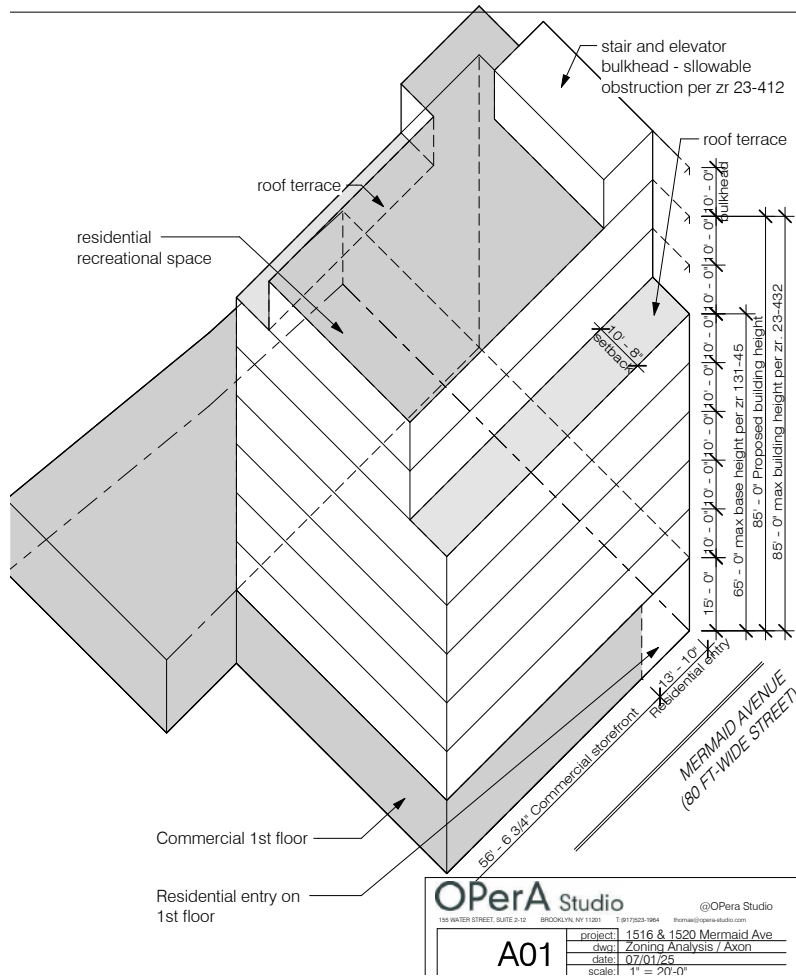 stair and elevator
bulkhead - sllowable
obstruction per zr 23-412
roof terrace
roof terrace
residential
recreational space
10' - 0"
bulkhead
10' - 0"
10' - 0"
10' - 0"
10' - 0"
10' - 0"
10' - 0"
10' - 0"
15' - 0"
65' - 0" max base height per zr 131-45
85' - 0" Proposed building height
85' - 0" max building height per zr. 23-432
10' - 8"
setback
13' - 10"
Residential entry
56' - 6 3/4" Commercial storefront
MERMAID AVENUE
(80 FT-WIDE STREET)
Commercial 1st floor
Residential entry on
1st floor
OPerA Studio
@OPera Studio
155 WATER STREET, SUITE 2-12 BROOKLYN, NY 11201 T:(917)523-1964 thomas@opera-studio.com
A01
project: 1516 & 1520 Mermaid Ave
dwg: Zoning Analysis / Axon
date: 07/01/25
scale: 1" = 20'-0"